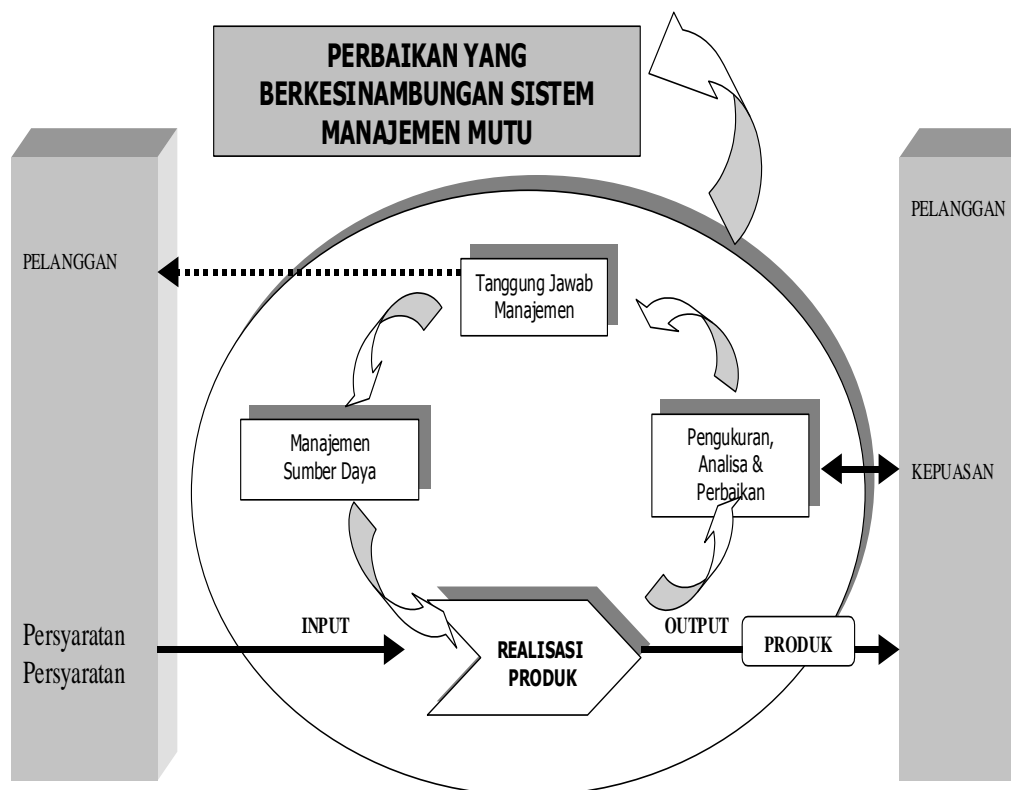 PERBAIKAN YANG
BERKESINAMBUNGAN SISTEM
MANAJEMEN MUTU
PELANGGAN
PELANGGAN
Tanggung Jawab
Manajemen
Manajemen
Sumber Daya
Pengukuran,
Analisa &
Perbaikan
KEPUASAN
Persyaratan
Persyaratan
INPUT
REALISASI
PRODUK
OUTPUT
PRODUK